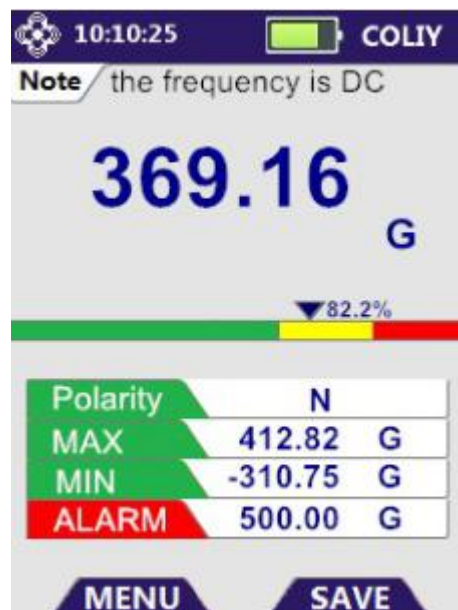 10:10:25 COLIY
Note the frequency is DC
369.16 G
82.2%
Polarity N
MAX 412.82 G
MIN -310.75 G
ALARM 500.00 G
MENU SAVE